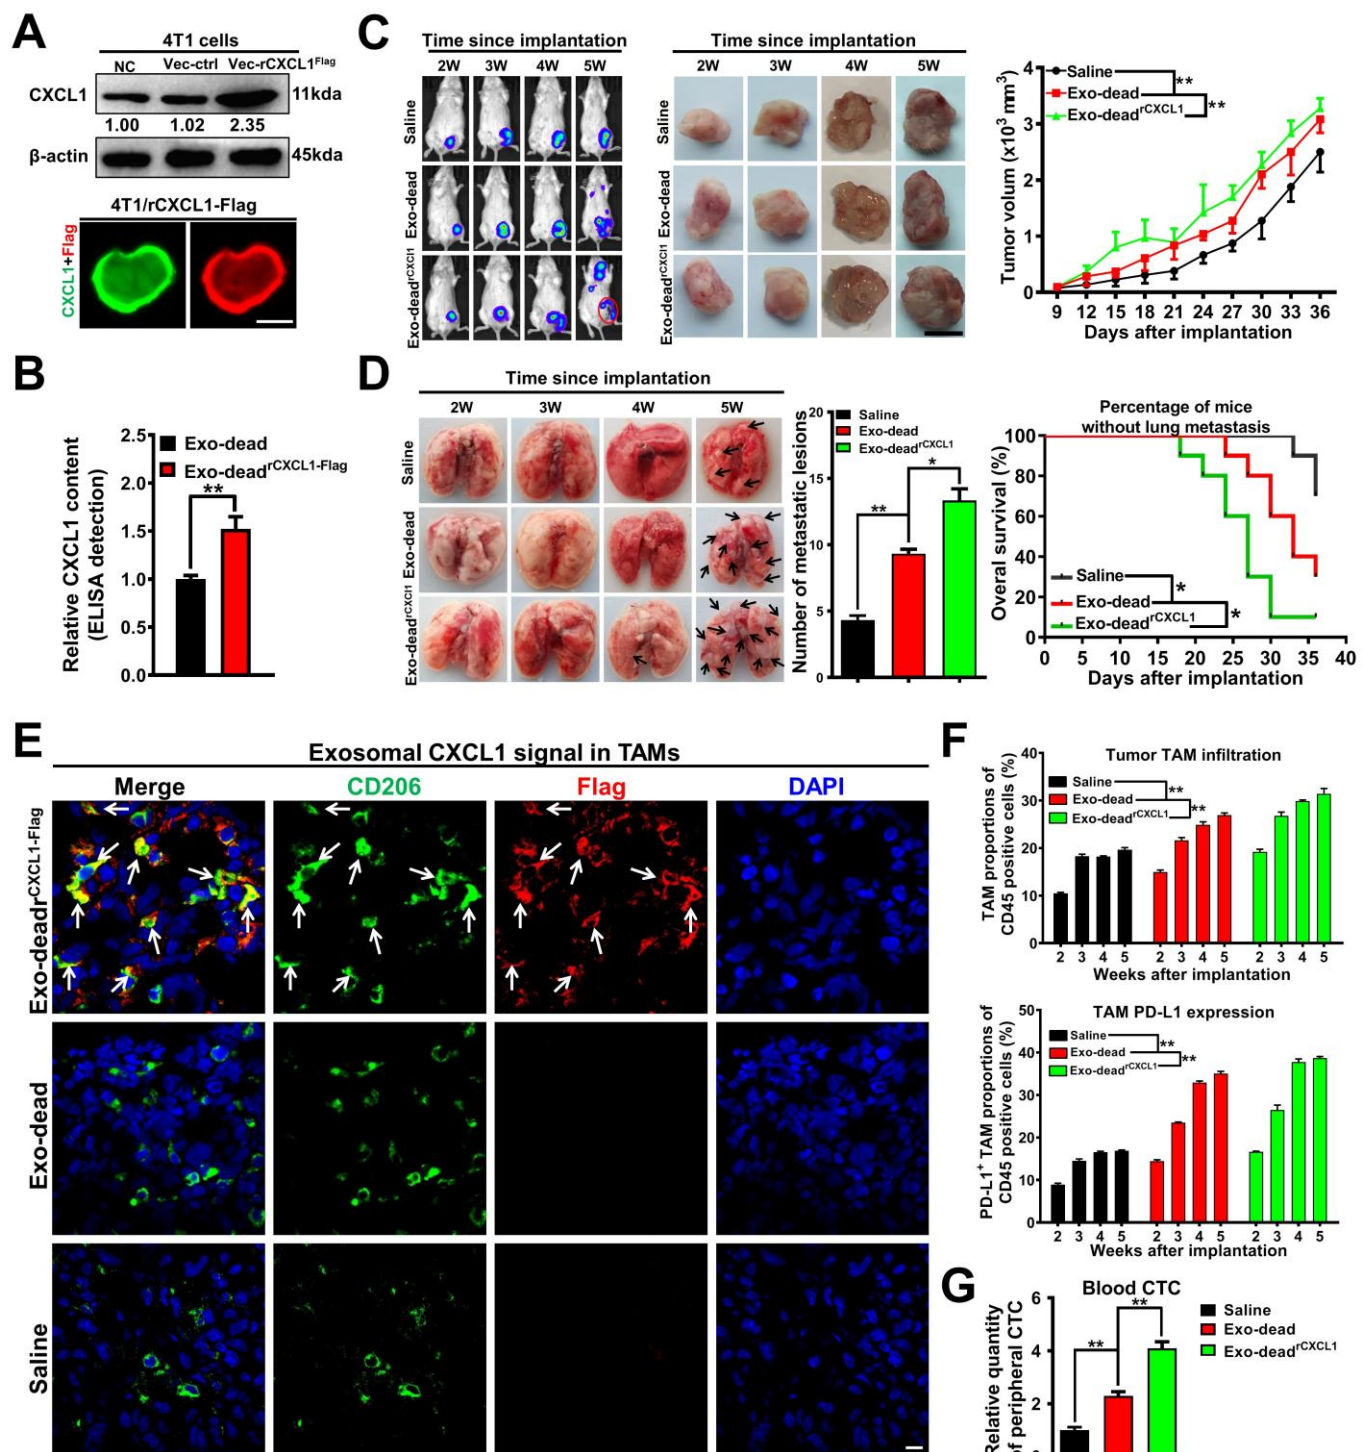 A
4T1 cells
NC Vec-ctrl Vec-rCXCL1Flag
CXCL1 11kda
1.00 1.02 2.35
β-actin 45kda
4T1/rCXCL1-Flag
CXCL1+Flag
B
2.5
2.0
1.5
1.0
0.5
0.0
Relative CXCL1 content
(ELISA detection)
Exo-dead
Exo-deadrCXCL1-Flag
**
C
Time since implantation
2W 3W 4W 5W
Saline
Exo-dead
Exo-deadrCXCl1
Time since implantation
2W 3W 4W 5W
Saline
Exo-dead
Exo-deadrCXCl1
Tumor volum (x103 mm3)
4
3
2
1
0
Saline
Exo-dead
Exo-deadrCXCL1
**
**
9 12 15 18 21 24 27 30 33 36
Days after implantation
D
Time since implantation
2W 3W 4W 5W
Saline
Exo-dead
Exo-deadrCXCl1
Number of metastatic lesions
20
15
10
5
0
Saline
Exo-dead
Exo-deadrCXCL1
**
*
Percentage of mice
without lung metastasis
Overal survival (%)
100
80
60
40
20
0
Saline
Exo-dead
Exo-deadrCXCL1
*
*
0 5 10 15 20 25 30 35 40
Days after implantation
E
Exosomal CXCL1 signal in TAMs
Merge CD206 Flag DAPI
Exo-deadrCXCL1-Flag
Exo-dead
Saline
F
Tumor TAM infiltration
TAM proportions of
CD45 positive cells (%)
40
30
20
10
0
Saline
Exo-dead
Exo-deadrCXCL1
**
**
2 3 4 5 2 3 4 5 2 3 4 5
Weeks after implantation
TAM PD-L1 expression
PD-L1+ TAM proportions of
CD45 positive cells (%)
50
40
30
20
10
0
Saline
Exo-dead
Exo-deadrCXCL1
**
**
2 3 4 5 2 3 4 5 2 3 4 5
Weeks after implantation
G
Blood CTC
Relative quantity
of peripheral CTC
6
4
2
**
**
Saline
Exo-dead
Exo-deadrCXCL1